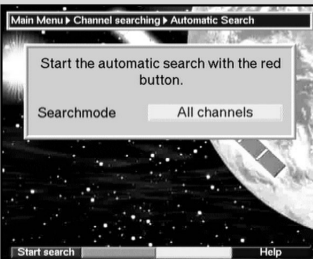 Main Menu ▸ Channel searching ▸ Automatic Search
Start the automatic search with the red
button.
Searchmode All channels
Start search Help